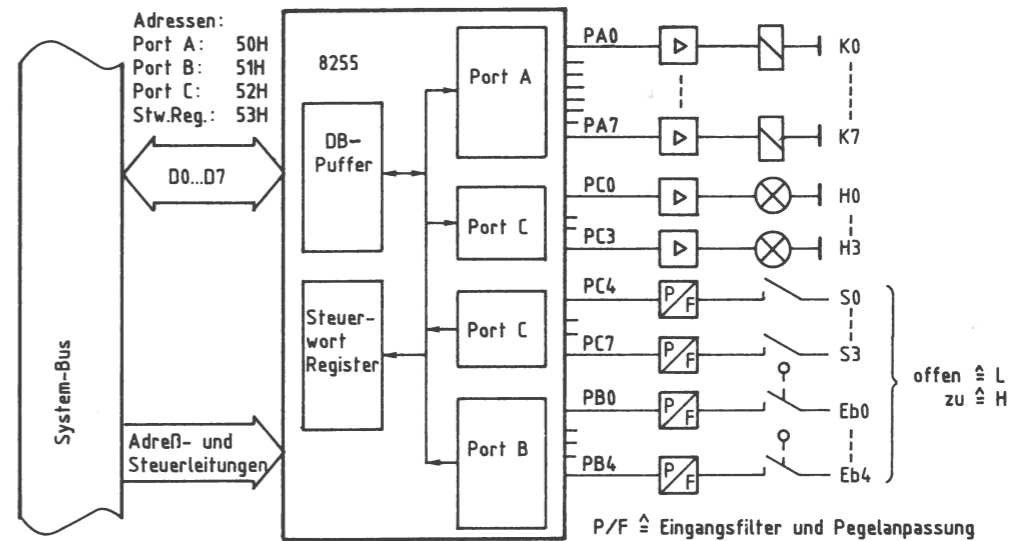 Adressen:
Port A: 50H
Port B: 51H
Port C: 52H
Stw.Reg.: 53H
System-Bus
D0...D7
Adreß- und
Steuerleitungen
8255
DB-
Puffer
Steuer-
wort
Register
Port A
Port C
Port C
Port B
PA0
K0
PA7
K7
PC0
H0
PC3
H3
PC4
P/F
S0
PC7
P/F
S3
PB0
P/F
Eb0
PB4
P/F
Eb4
offen ≙ L
zu ≙ H
P/F ≙ Eingangsfilter und Pegelanpassung